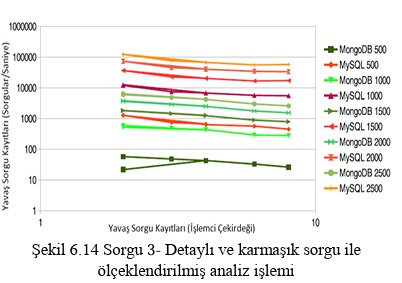 1000000
100000
10000
1000
100
10
1
Yavaş Sorgu Kayıtları (Sorgular/Saniye)
1
10
Yavaş Sorgu Kayıtları (İşlemci Çekirdeği)
MongoDB 500
MySQL 500
MongoDB 1000
MySQL 1000
MongoDB 1500
MySQL 1500
MongoDB 2000
MySQL 2000
MongoDB 2500
MySQL 2500
Şekil 6.14 Sorgu 3- Detaylı ve karmaşık sorgu ile
ölçeklendirilmiş analiz işlemi